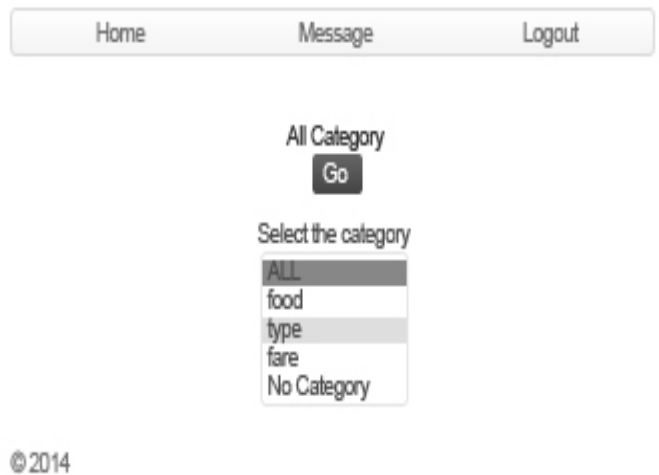 Home Message Logout
All Category
Go
Select the category
ALL
food
type
fare
No Category
© 2014